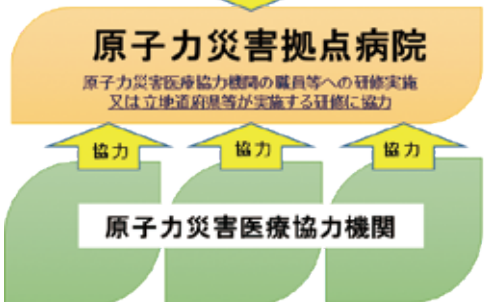 原子力災害拠点病院
原子力災害医療協力機関の職員等への研修実施
又は立地道府県等が実施する研修に協力
協力 協力 協力
原子力災害医療協力機関